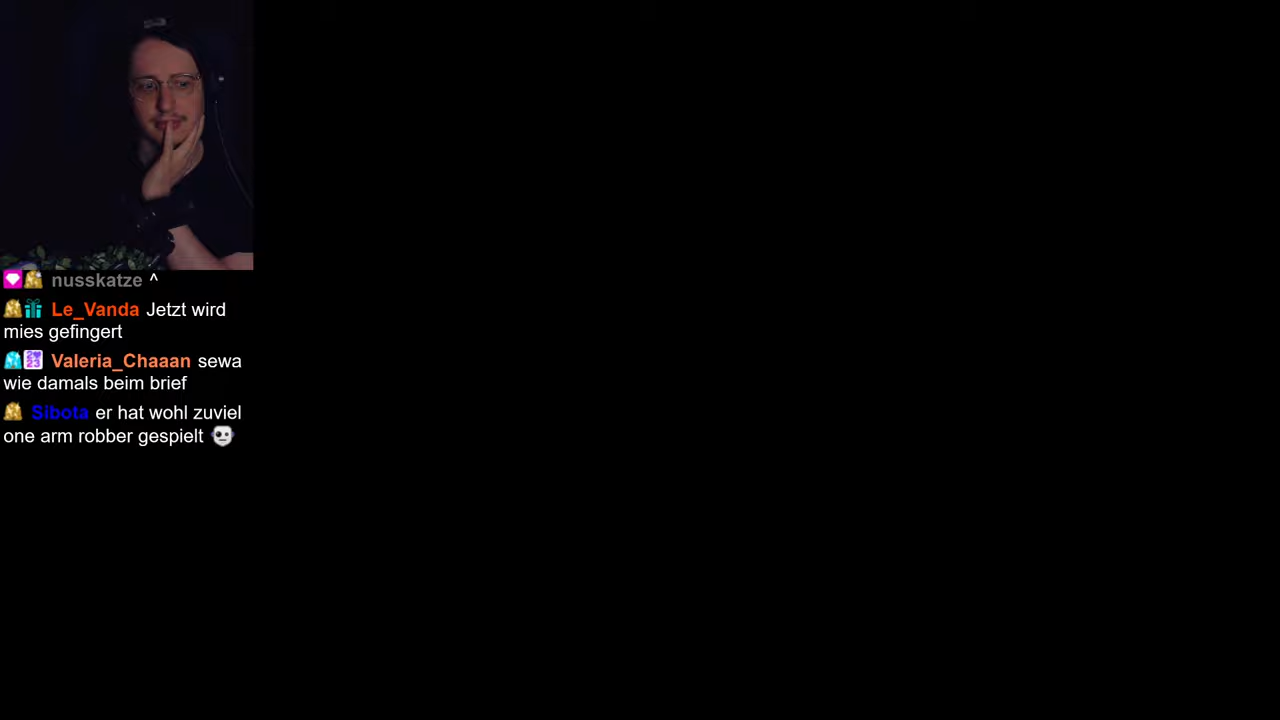 nusskatze ^
Le_Vanda Jetzt wird
mies gefingert
Valeria_Chaaan sewa
wie damals beim brief
Sibota er hat wohl zuviel
one arm robber gespielt